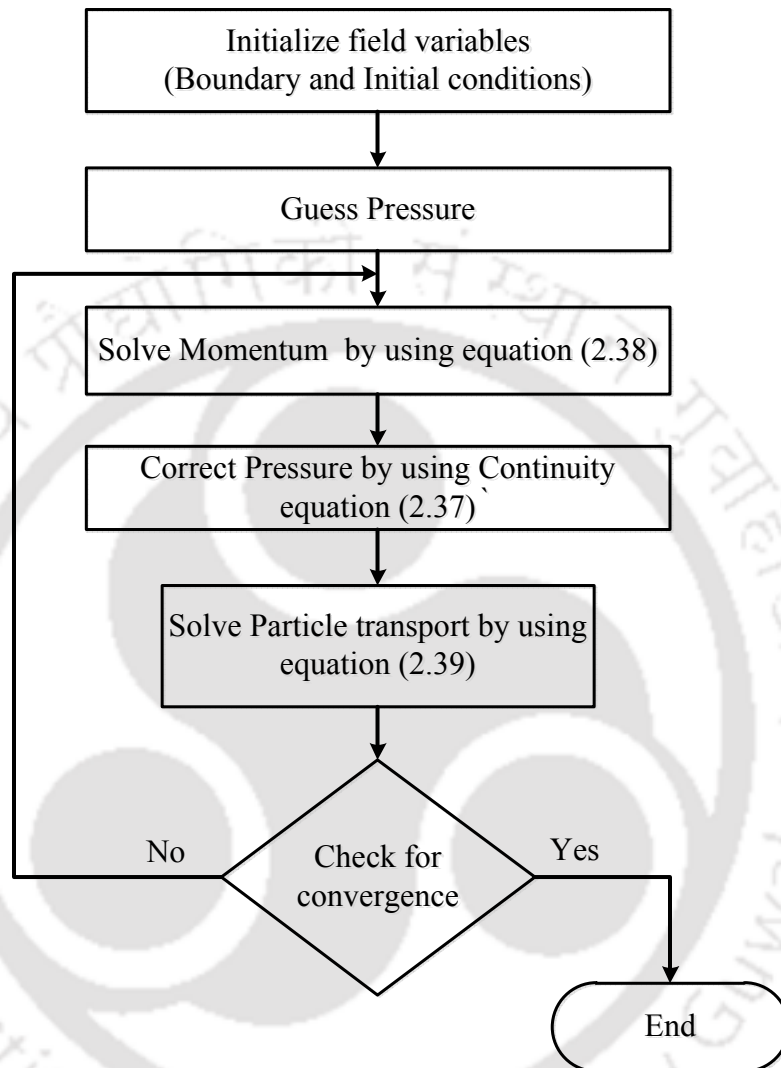 Initialize field variables
(Boundary and Initial conditions)
Guess Pressure
Solve Momentum by using equation (2.38)
Correct Pressure by using Continuity
equation (2.37)`
Solve Particle transport by using
equation (2.39)
Check for
convergence
No
Yes
End